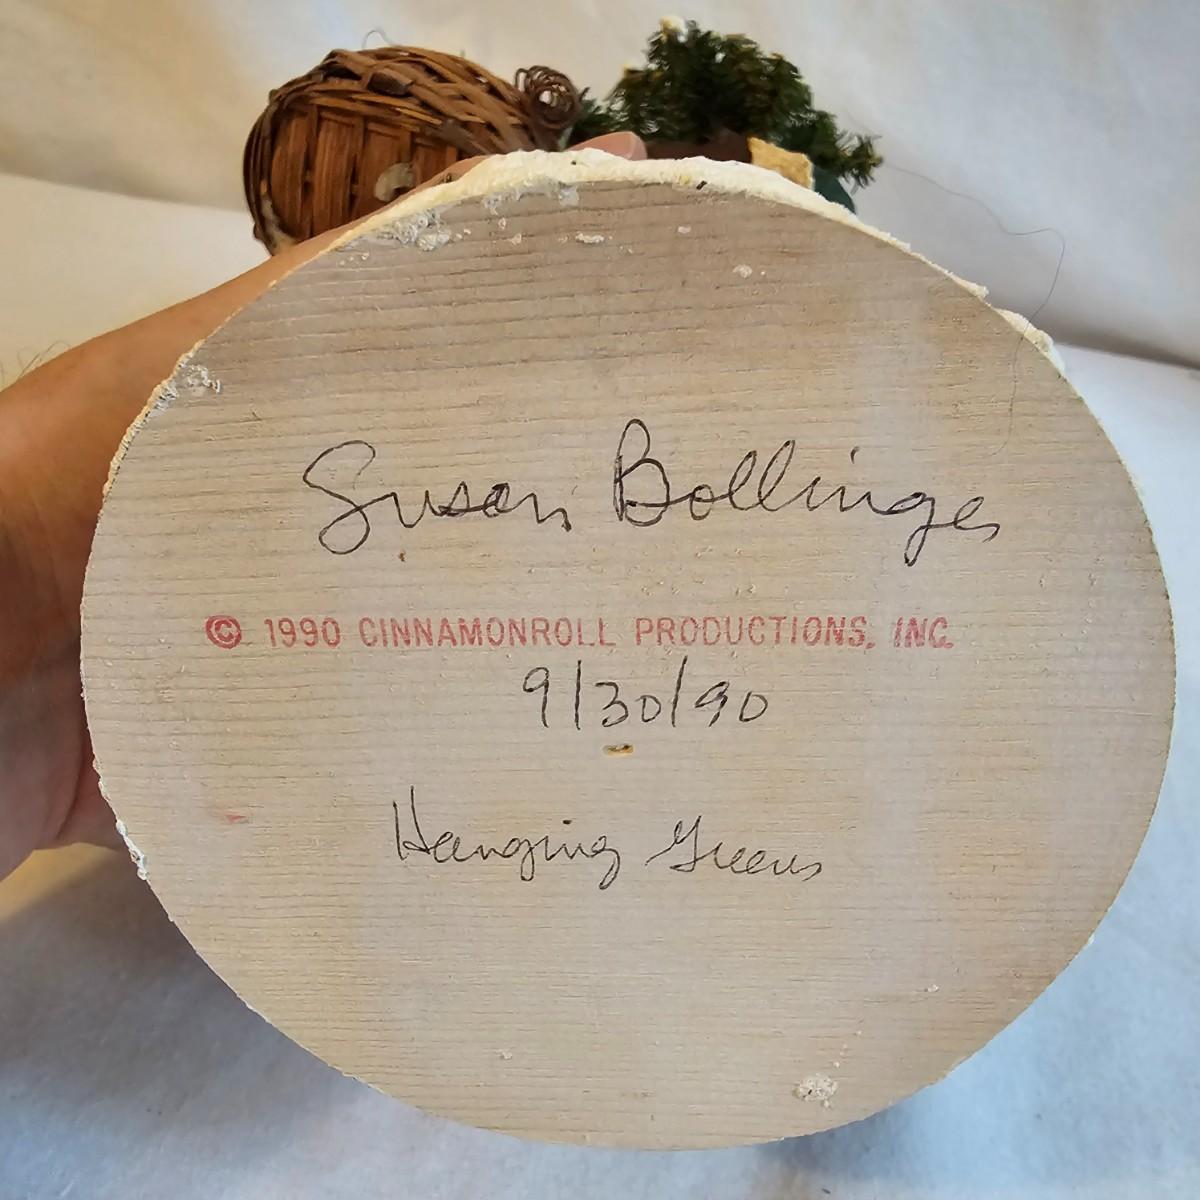 Susan Bollinger
© 1990 CINNAMONROLL PRODUCTIONS, INC.
9/30/90
Hanging Greens